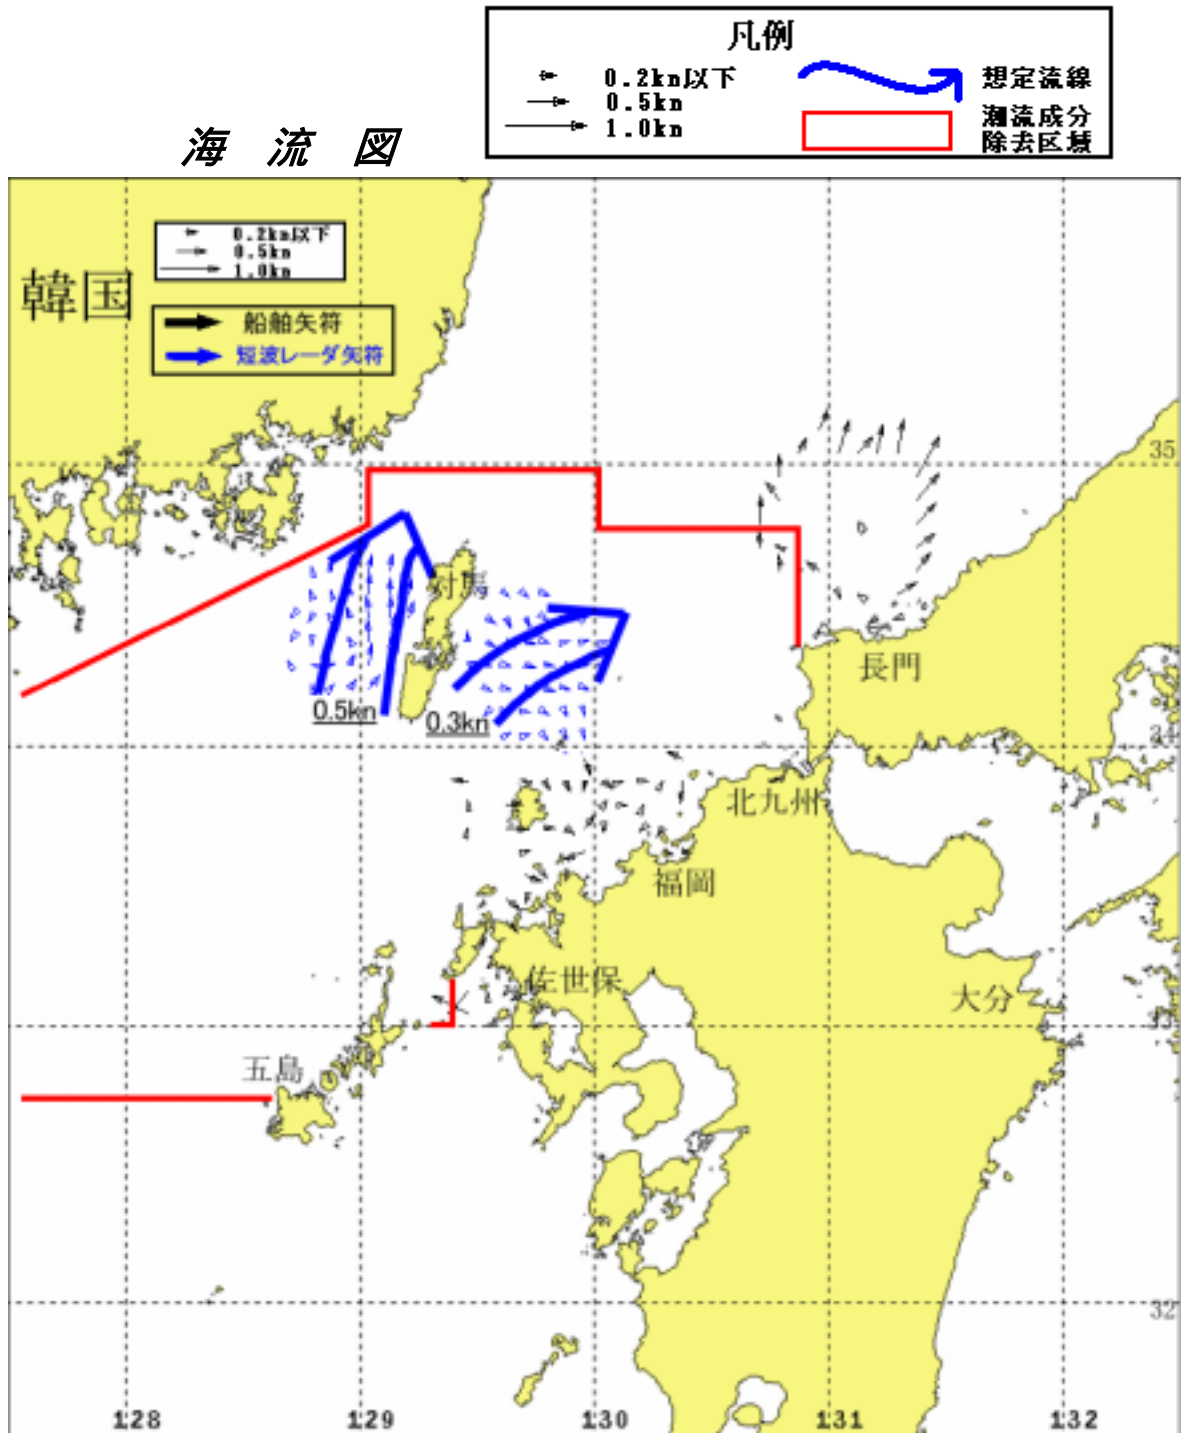 凡例
0.2kn以下
0.5kn
1.0kn
想定流線
潮流成分
除去区域
海 流 図
0.2kn以下
0.5kn
1.0kn
韓国
船舶矢符
短波レーダ矢符
35
対馬
長門
0.5kn
0.3kn
34
北九州
福岡
佐世保
大分
33
五島
32
128
129
130
131
132